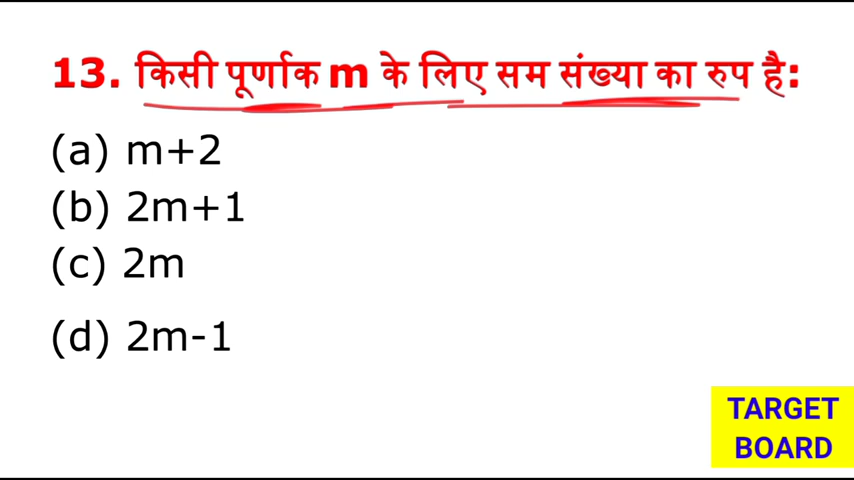 13. किसी पूर्णाक m के लिए सम संख्या का रुप है:
(a) m+2
(b) 2m+1
(c) 2m
(d) 2m-1
TARGET
BOARD